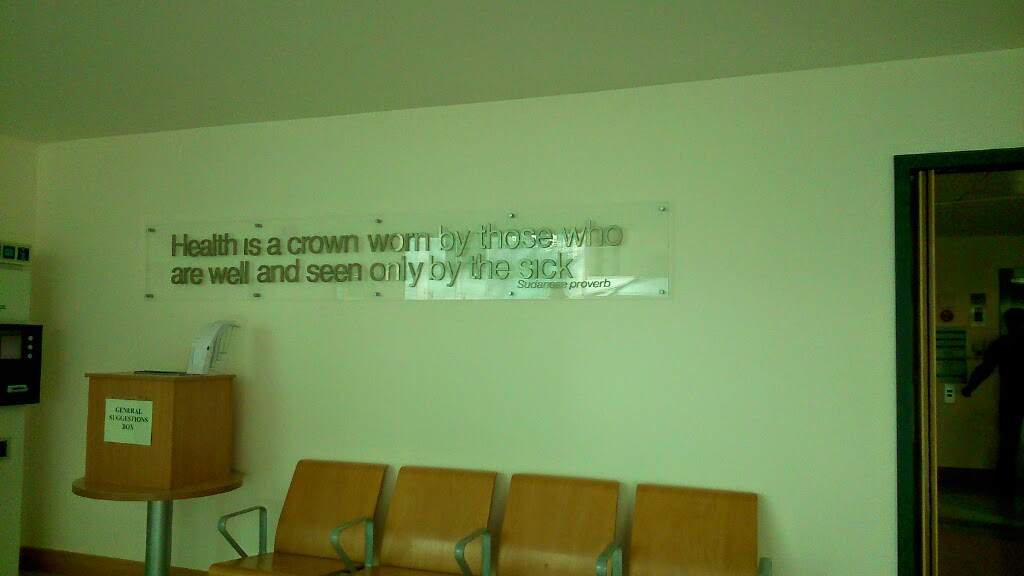 Health is a crown worn by those who
are well and seen only by the sick
Sudanese proverb
GENERAL
SUGGESTIONS
BOX